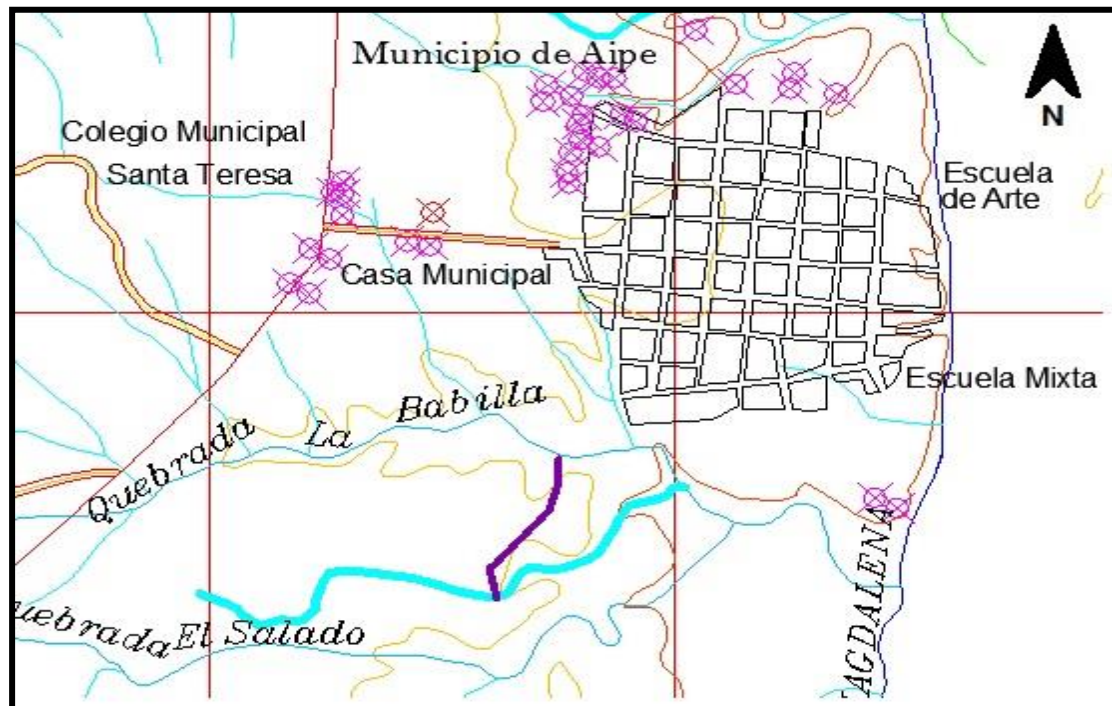 Municipio de Aipe
N
Colegio Municipal
Santa Teresa
Escuela
de Arte
Casa Municipal
Escuela Mixta
Quebrada La Babilla
uebrada El Salado
AGDALENA